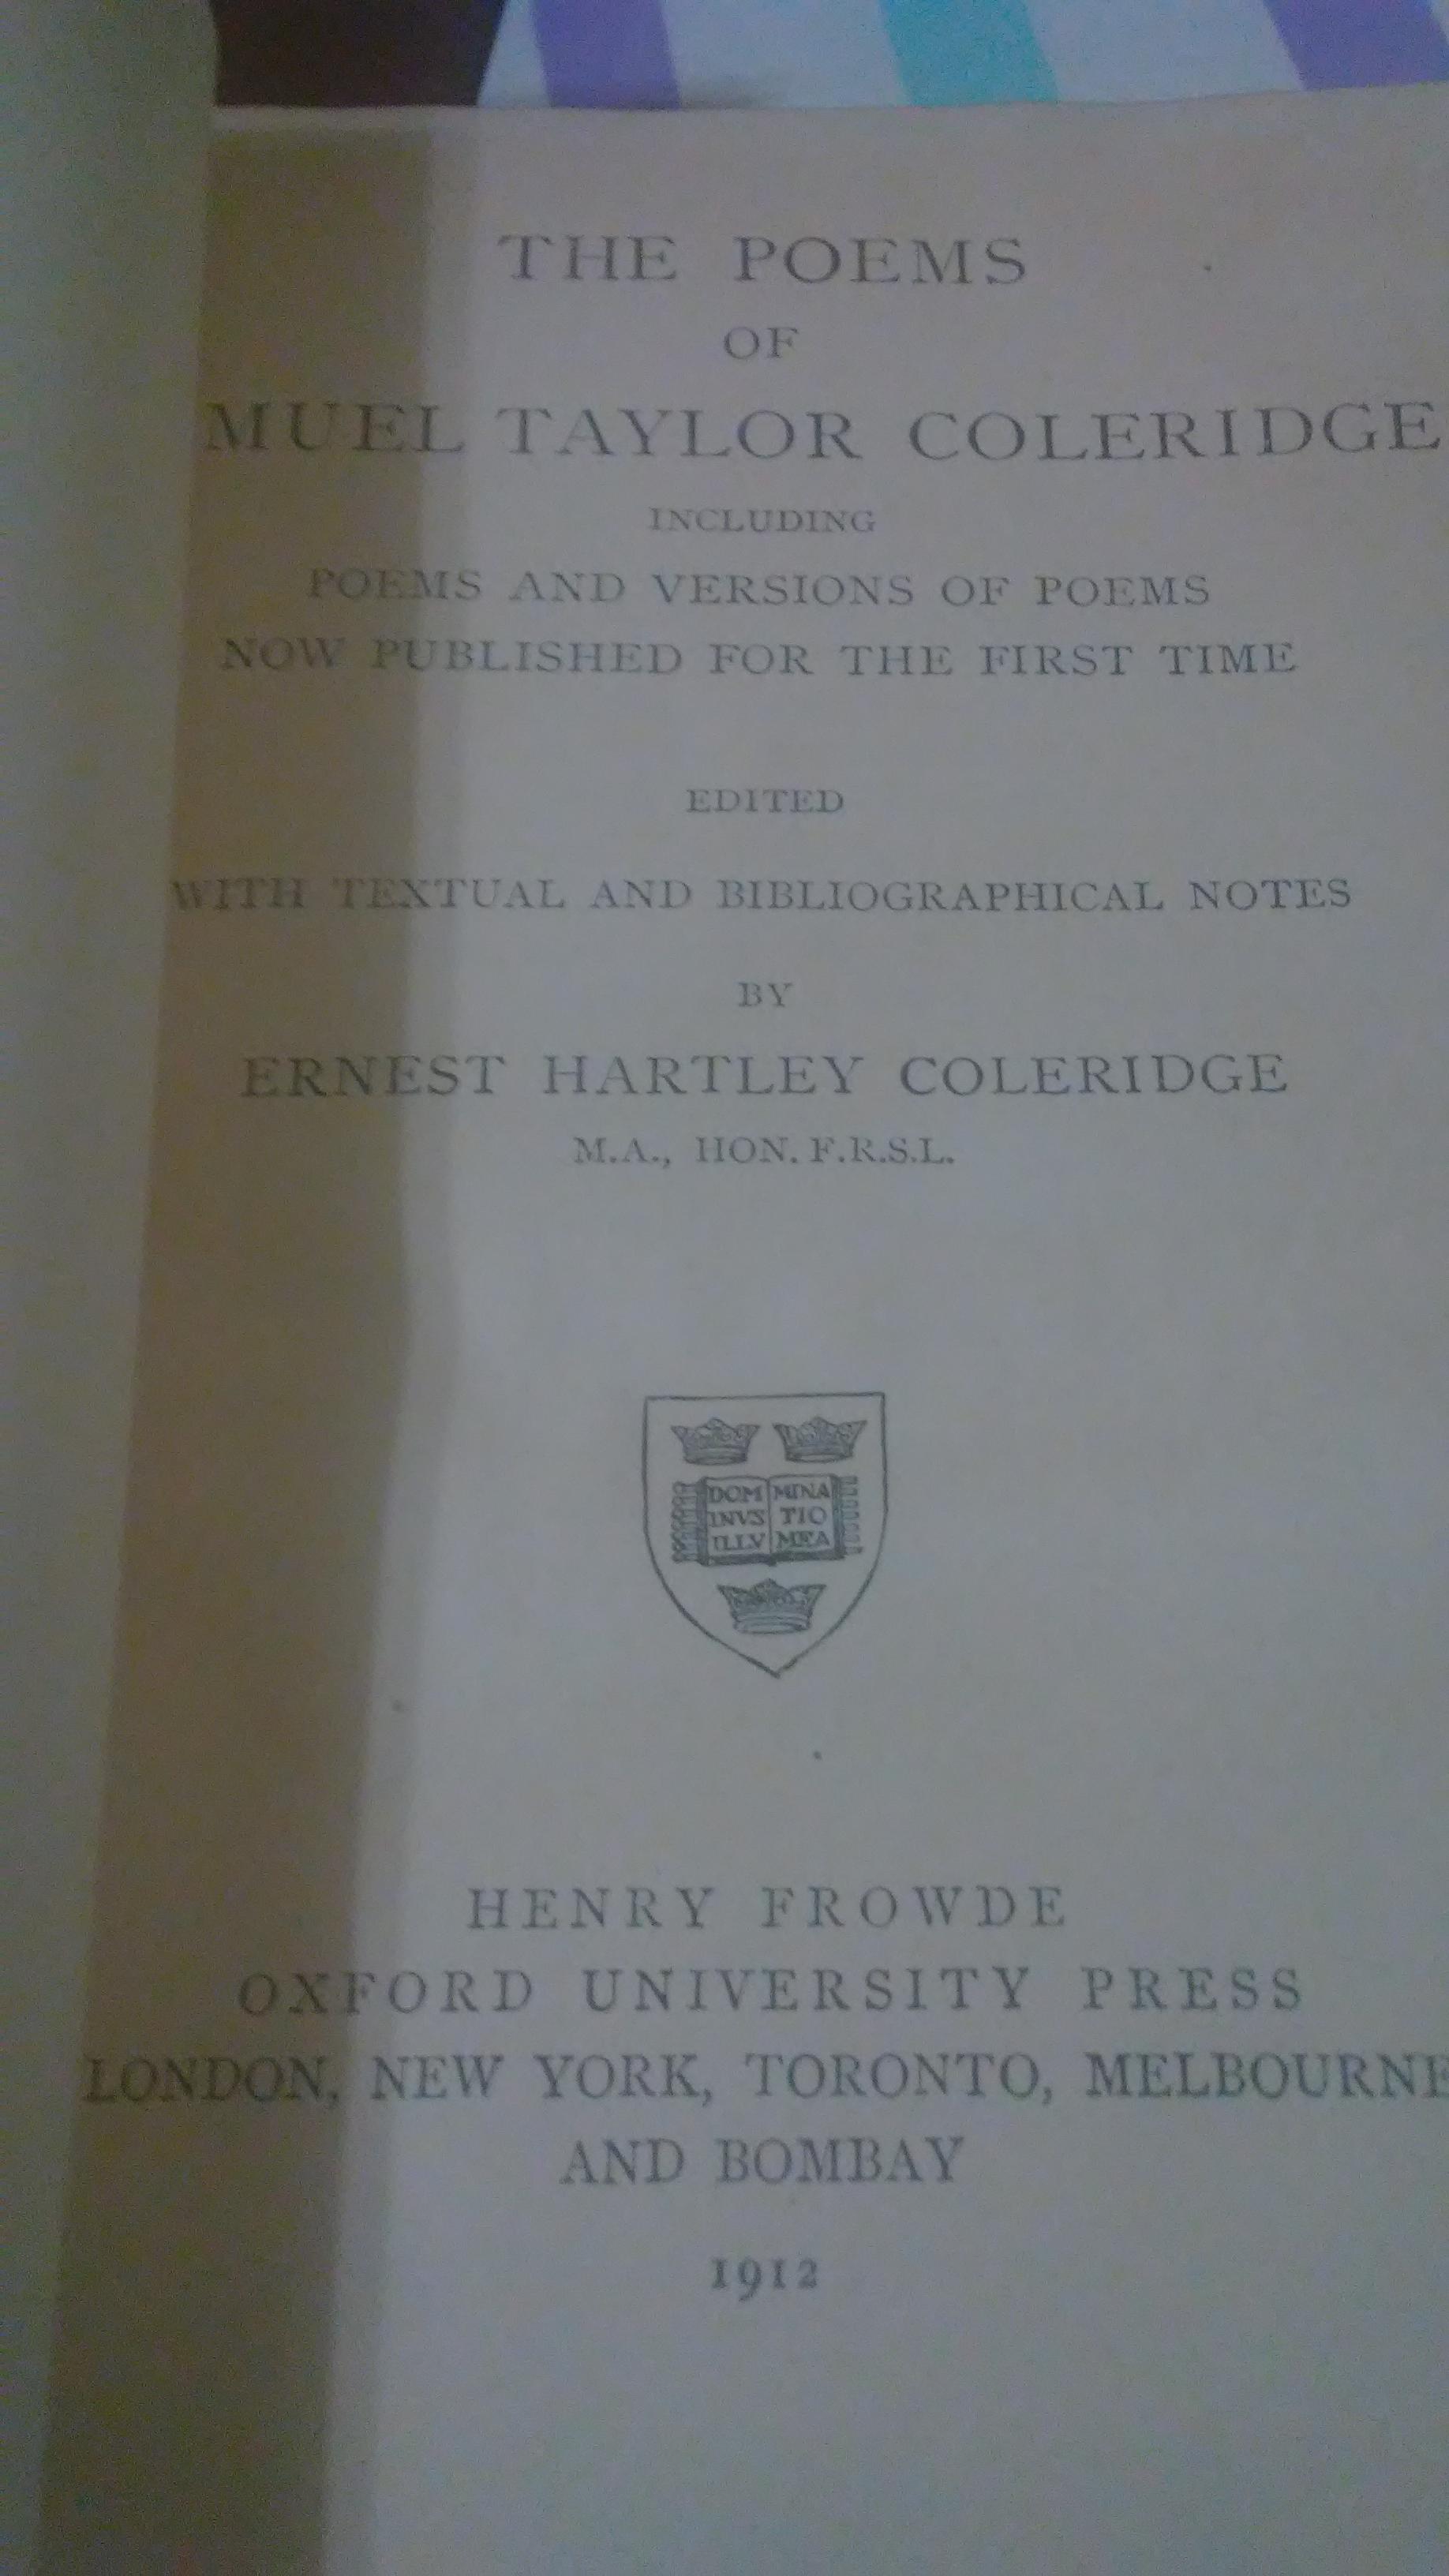 THE POEMS
OF
MUEL TAYLOR COLERIDGE
INCLUDING
POEMS AND VERSIONS OF POEMS
NOW PUBLISHED FOR THE FIRST TIME
EDITED
WITH TEXTUAL AND BIBLIOGRAPHICAL NOTES
BY
ERNEST HARTLEY COLERIDGE
M.A., HON. F.R.S.L.
DOM MINA
INVS TIO
ILLV MEA
HENRY FROWDE
OXFORD UNIVERSITY PRESS
LONDON, NEW YORK, TORONTO, MELBOURNE
AND BOMBAY
1912